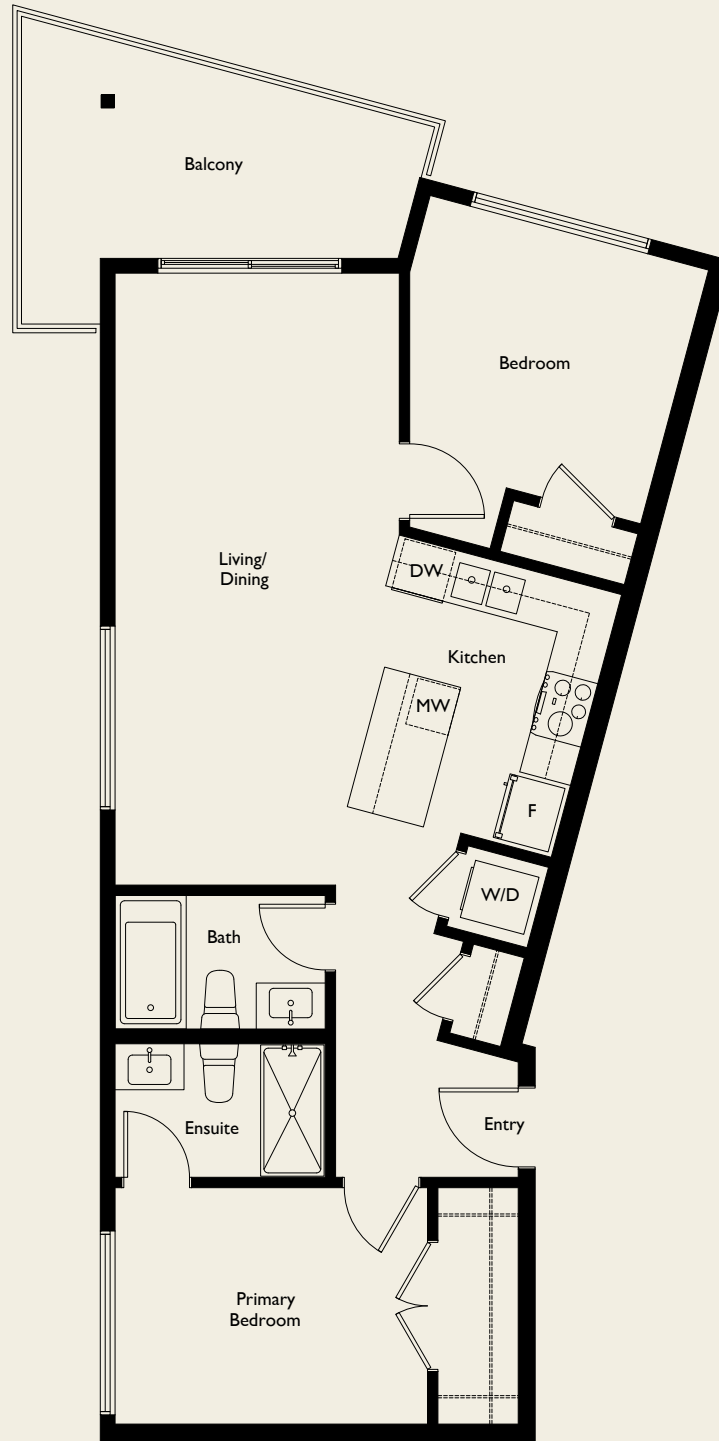 Balcony
Bedroom
Living/
Dining
DW
Kitchen
MW
F
W/D
Bath
Entry
Ensuite
Primary
Bedroom